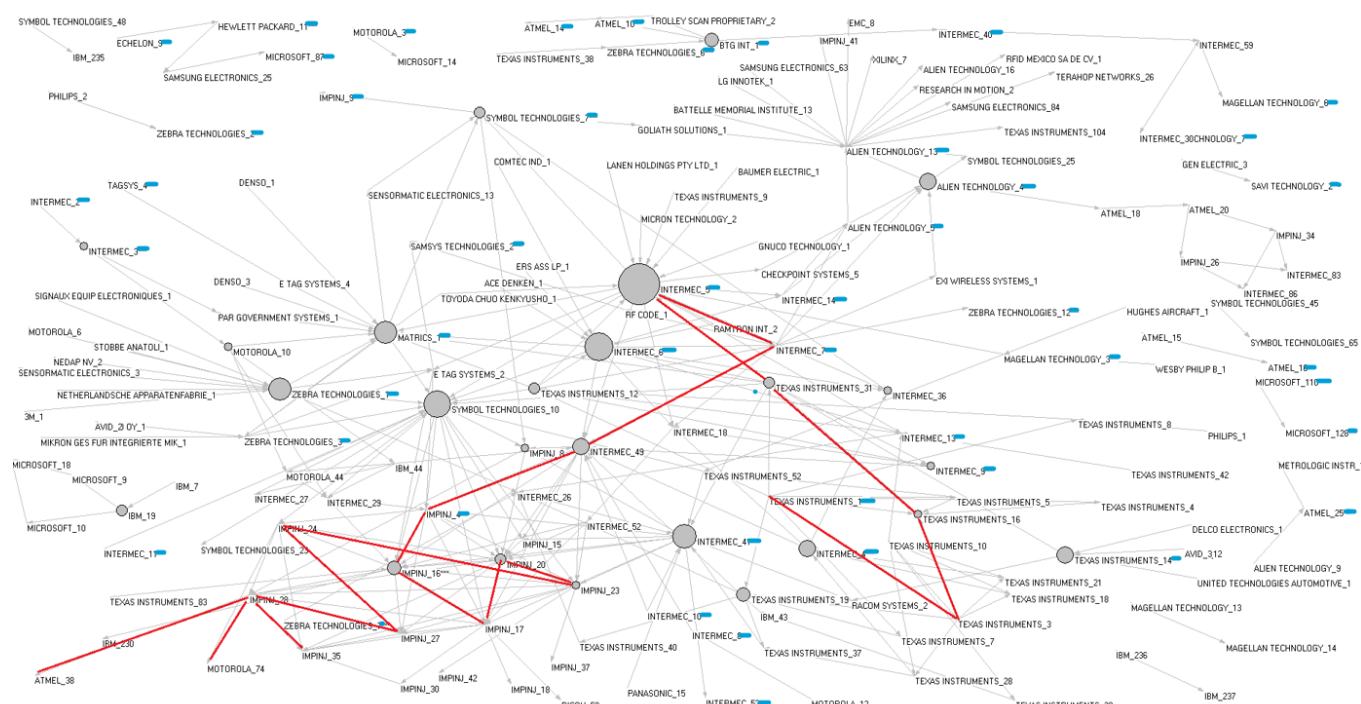 SYMBOL TECHNOLOGIES_48
HEWLETT PACKARD_11
ECHELON_9
IBM_235
MICROSOFT_87
SAMSUNG ELECTRONICS_25
MOTOROLA_3
MICROSOFT_14
ATMEL_14
ATMEL_10
TROLLEY SCAN PROPRIETARY_2
BTG INT_1
ZEBRA TECHNOLOGIES_6
TEXAS INSTRUMENTS_38
EMC_8
IMPINJ_41
INTERMEC_40
INTERMEC_59
SAMSUNG ELECTRONICS_63
XILINX_7
RFID MEXICO SA DE CV_1
ALIEN TECHNOLOGY_16
TERAHOP NETWORKS_26
LG INNOTEK_1
RESEARCH IN MOTION_2
PHILIPS_2
IMPINJ_9
BATTELLE MEMORIAL INSTITUTE_13
SAMSUNG ELECTRONICS_84
MAGELLAN TECHNOLOGY_6
SYMBOL TECHNOLOGIES_7
GOLIATH SOLUTIONS_1
TEXAS INSTRUMENTS_104
ZEBRA TECHNOLOGIES_2
INTERMEC_30CHNOLOGY_7
ALIEN TECHNOLOGY_13
COMTEC IND_1
SYMBOL TECHNOLOGIES_25
LANEN HOLDINGS PTY LTD_1
BAUMER ELECTRIC_1
GEN ELECTRIC_3
SAVI TECHNOLOGY_2
TAGSYS_4
DENSO_1
SENSORMATIC ELECTRONICS_13
TEXAS INSTRUMENTS_9
ALIEN TECHNOLOGY_4
INTERMEC_2
MICRON TECHNOLOGY_2
ATMEL_18
ATMEL_20
ALIEN TECHNOLOGY_5
IMPINJ_34
INTERMEC_3
SAMSYS TECHNOLOGIES_2
GNUCO TECHNOLOGY_1
ERS ASS LP_1
CHECKPOINT SYSTEMS_5
IMPINJ_26
INTERMEC_83
DENSO_3
E TAG SYSTEMS_4
ACE DENKEN_1
INTERMEC_5
EXI WIRELESS SYSTEMS_1
SIGNAUX EQUIP ELECTRONIQUES_1
TOYODA CHUO KENKYUSHO_1
INTERMEC_14
INTERMEC_86
SYMBOL TECHNOLOGIES_45
PAR GOVERNMENT SYSTEMS_1
RF CODE_1
ZEBRA TECHNOLOGIES_12
HUGHES AIRCRAFT_1
MOTOROLA_6
MATRICS_1
RAMTRON INT_2
ATMEL_15
SYMBOL TECHNOLOGIES_65
STOBBE ANATOLI_1
MOTOROLA_10
INTERMEC_6
INTERMEC_7
MAGELLAN TECHNOLOGY_3
NEDAP NV_2
WESBY PHILIP B_1
ATMEL_16
SENSORMATIC ELECTRONICS_3
E TAG SYSTEMS_2
MICROSOFT_110
NETHERLANDSCHE APPARATENFABRIE_1
ZEBRA TECHNOLOGIES_1
TEXAS INSTRUMENTS_12
TEXAS INSTRUMENTS_31
INTERMEC_36
SYMBOL TECHNOLOGIES_10
3M_1
AVID_ZI OY_1
TEXAS INSTRUMENTS_8
PHILIPS_1
MICROSOFT_128
MIKRON GES FUR INTEGRIERTE MIK_1
ZEBRA TECHNOLOGIES_3
INTERMEC_18
INTERMEC_13
IMPINJ_8
INTERMEC_49
MICROSOFT_18
IBM_44
INTERMEC_9
TEXAS INSTRUMENTS_42
METROLOGIC INSTR_1
MICROSOFT_9
MOTOROLA_44
TEXAS INSTRUMENTS_52
IBM_7
INTERMEC_27
INTERMEC_29
INTERMEC_26
TEXAS INSTRUMENTS_1
TEXAS INSTRUMENTS_5
TEXAS INSTRUMENTS_4
IBM_19
IMPINJ_4
ATMEL_25
MICROSOFT_10
IMPINJ_24
INTERMEC_52
TEXAS INSTRUMENTS_16
DELCO ELECTRONICS_1
INTERMEC_11
SYMBOL TECHNOLOGIES_23
IMPINJ_15
INTERMEC_41
INTERMEC_4
TEXAS INSTRUMENTS_10
AVID_3,12
TEXAS INSTRUMENTS_14
IMPINJ_16***
IMPINJ_20
ALIEN TECHNOLOGY_9
IMPINJ_23
TEXAS INSTRUMENTS_21
UNITED TECHNOLOGIES AUTOMOTIVE_1
TEXAS INSTRUMENTS_83
IMPINJ_28
TEXAS INSTRUMENTS_19
RACOM SYSTEMS_2
TEXAS INSTRUMENTS_18
MAGELLAN TECHNOLOGY_13
INTERMEC_10
IBM_43
ZEBRA TECHNOLOGIES_7
IMPINJ_17
TEXAS INSTRUMENTS_3
IBM_230
IMPINJ_27
INTERMEC_8
TEXAS INSTRUMENTS_7
TEXAS INSTRUMENTS_40
MAGELLAN TECHNOLOGY_14
IMPINJ_35
TEXAS INSTRUMENTS_37
IBM_236
MOTOROLA_74
IMPINJ_37
ATMEL_38
IMPINJ_42
TEXAS INSTRUMENTS_28
IMPINJ_30
IMPINJ_18
PANASONIC_15
IBM_237
INTERMEC_53
MOTOROLA_12